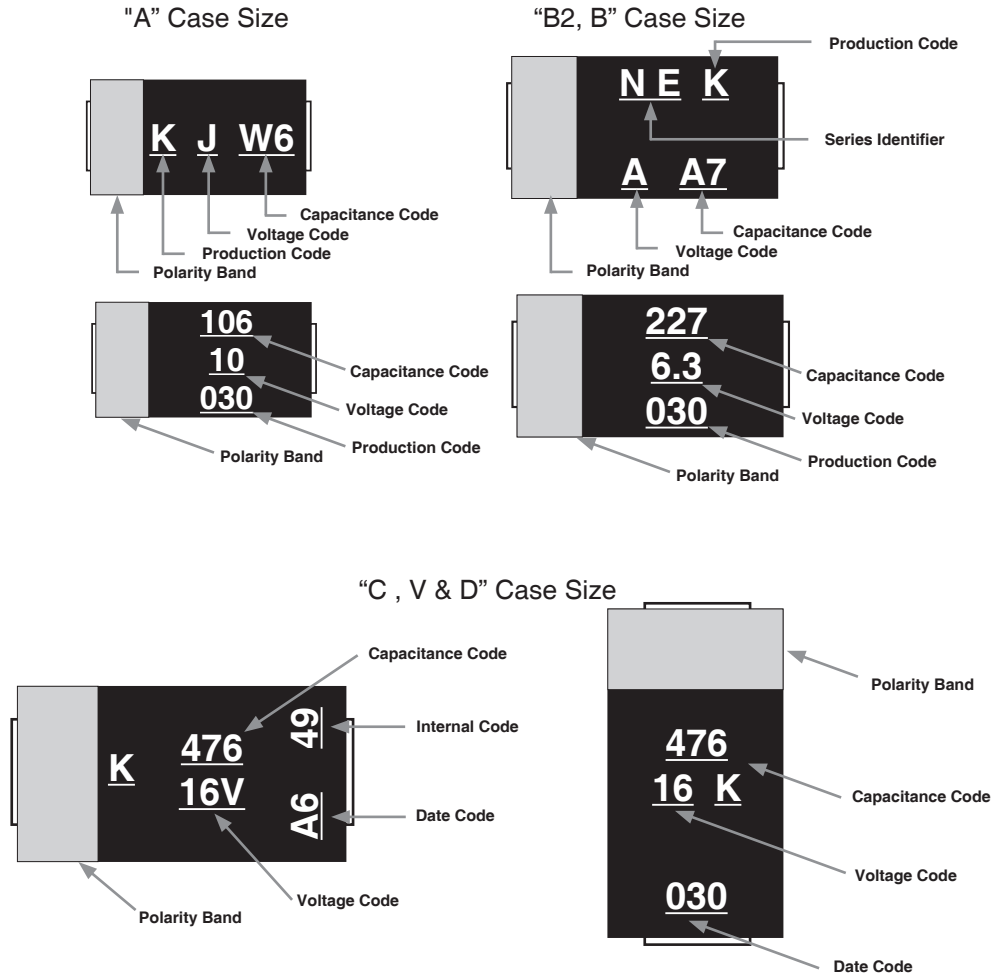 "A” Case Size
K J W6
Capacitance Code
Voltage Code
Production Code
Polarity Band
106
10
030
Capacitance Code
Voltage Code
Production Code
Polarity Band
“B2, B” Case Size
N E K
A A7
Production Code
Series Identifier
Capacitance Code
Voltage Code
Polarity Band
227
6.3
030
Capacitance Code
Voltage Code
Production Code
Polarity Band
“C , V & D” Case Size
K
476
16V
49
A6
Capacitance Code
Internal Code
Date Code
Voltage Code
Polarity Band
476
16 K
030
Polarity Band
Capacitance Code
Voltage Code
Date Code